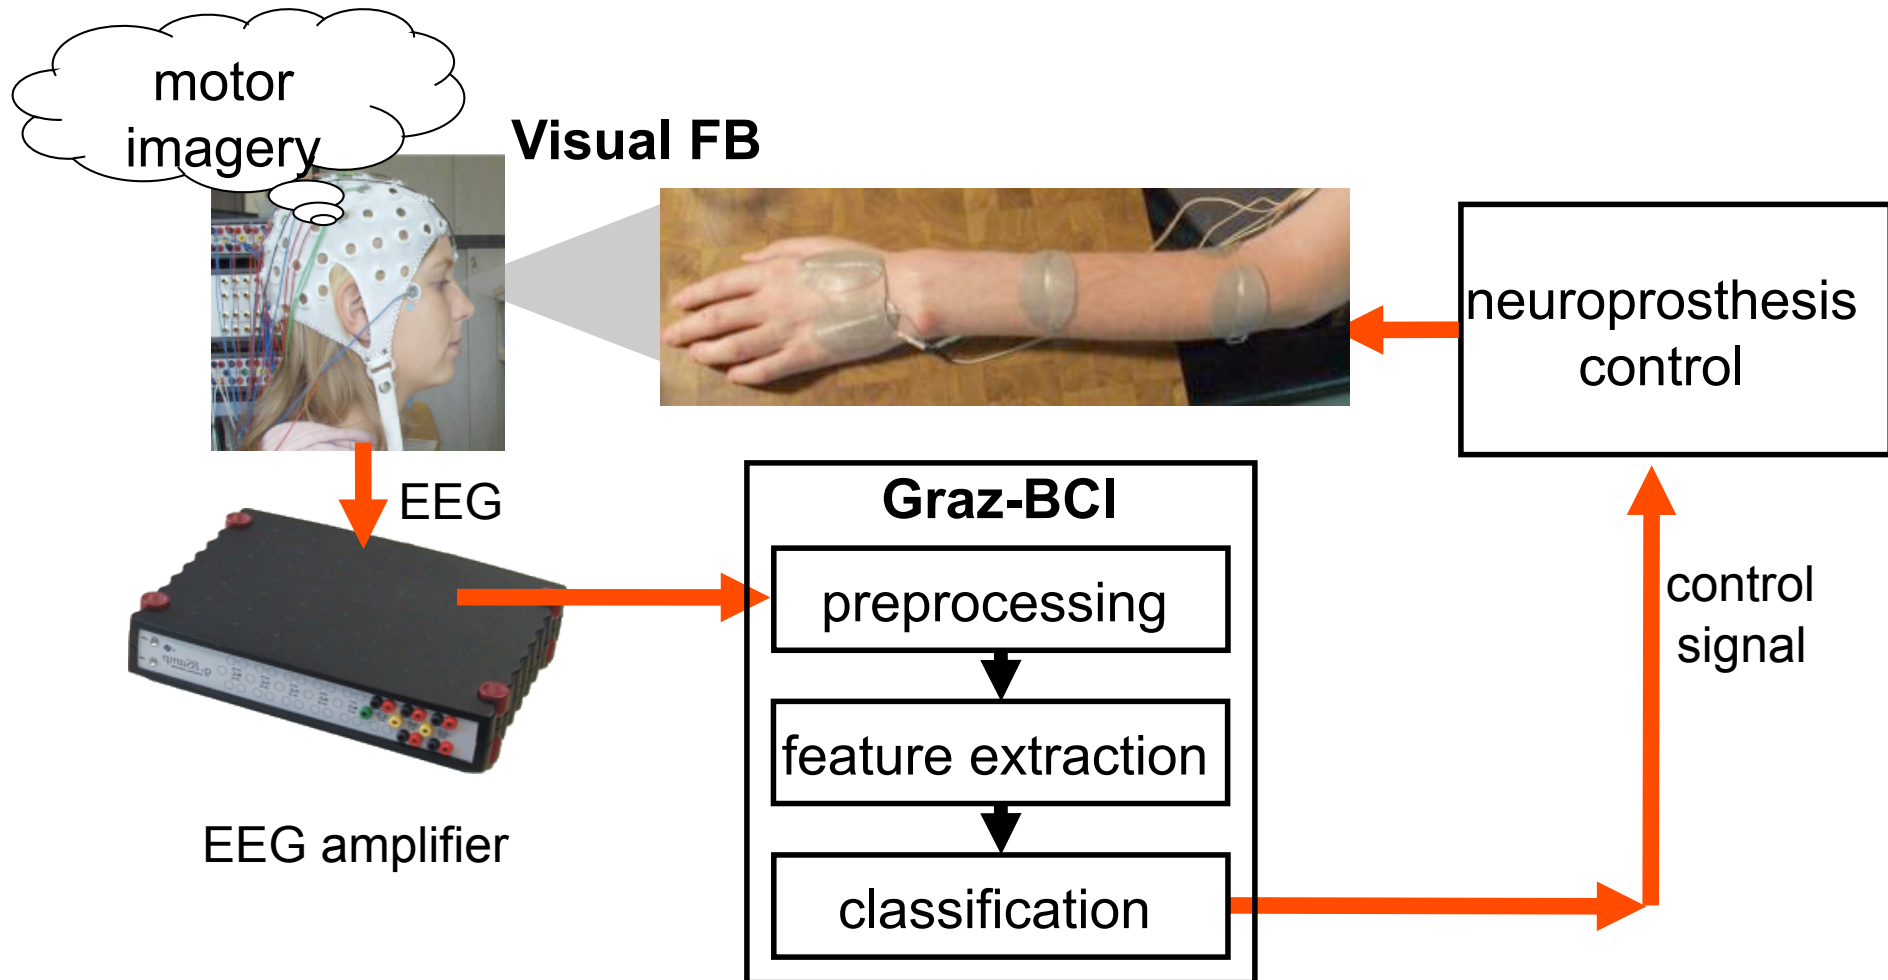 motor
imagery
Visual FB
neuroprosthesis
control
EEG
Graz-BCI
preprocessing
control
signal
feature extraction
EEG amplifier
classification